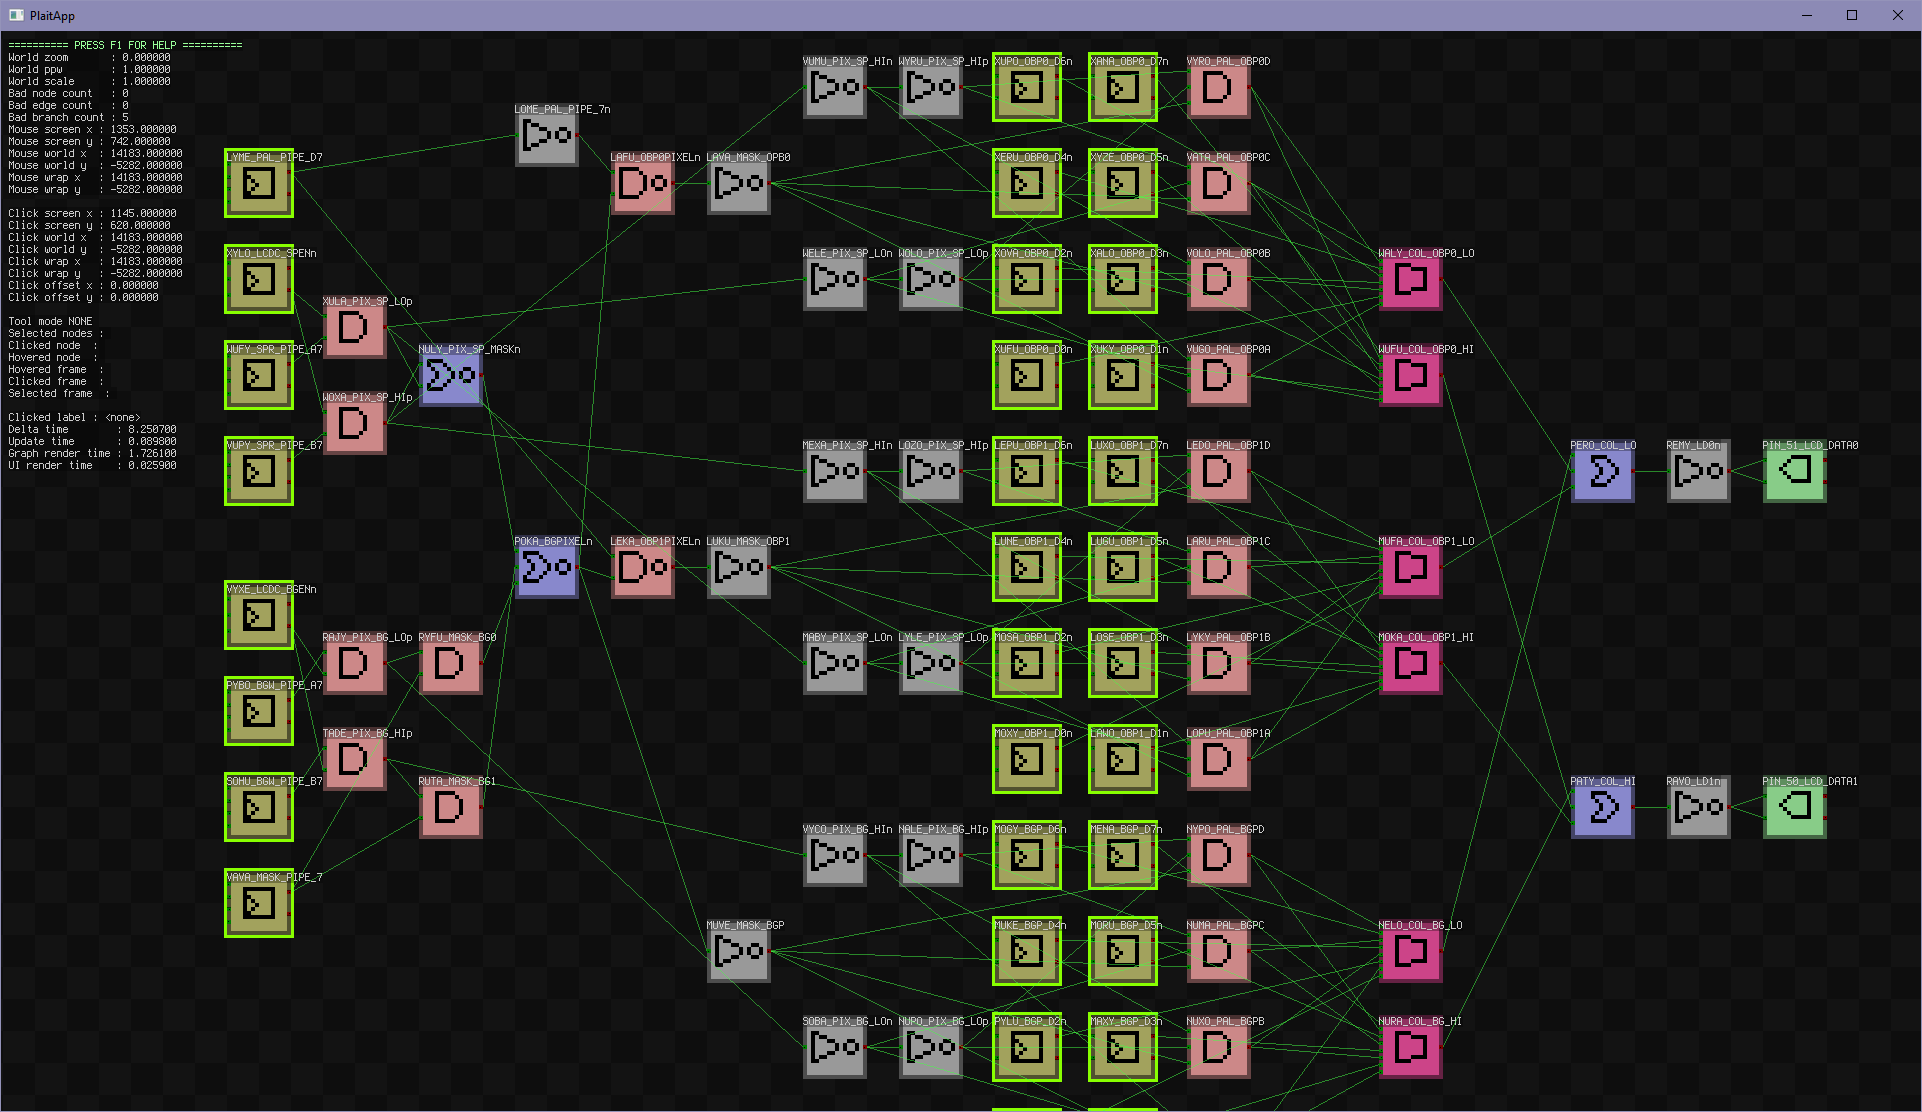 PlaitApp
========== PRESS F1 FOR HELP ==========
World zoom : 0.000000
World ppw : 1.000000
World scale : 1.000000
Bad node count : 0
Bad edge count : 0
Bad branch count : 5
Mouse screen x : 1353.000000
Mouse screen y : 742.000000
Mouse world x : 14183.000000
Mouse world y : -5282.000000
Mouse wrap x : 14183.000000
Mouse wrap y : -5282.000000
Click screen x : 1145.000000
Click screen y : 620.000000
Click world x : 14183.000000
Click world y : -5282.000000
Click wrap x : 14183.000000
Click wrap y : -5282.000000
Click offset x : 0.000000
Click offset y : 0.000000
Tool mode NONE
Selected nodes :
Clicked node :
Hovered node :
Hovered frame :
Clicked frame :
Selected frame :
Clicked label : <none>
Delta time : 8.250700
Update time : 0.089800
Graph render time : 1.726100
UI render time : 0.025900
LYME_PAL_PIPE_D7
XYLO_LCDC_SPENn
WUFY_SPR_PIPE_A7
VUPY_SPR_PIPE_B7
VYXE_LCDC_BGENn
PYBO_BGW_PIPE_A7
SOHU_BGW_PIPE_B7
VAVA_MASK_PIPE_7
XULA_PIX_SP_LOp
WOXA_PIX_SP_HIp
RAJY_PIX_BG_LOp
TADE_PIX_BG_HIp
NULY_PIX_SP_MASKn
RYFU_MASK_BG0
RUTA_MASK_BG1
LOME_PAL_PIPE_7n
POKA_BGPIXELn
LAFU_OBP0PIXELn
LEKA_OBP1PIXELn
LAVA_MASK_OPB0
LUKU_MASK_OBP1
MUVE_MASK_BGP
VUMU_PIX_SP_HIn
WYRU_PIX_SP_HIp
XUPO_OBP0_D6n
XANA_OBP0_D7n
VYRO_PAL_OBP0D
XERU_OBP0_D4n
XYZE_OBP0_D5n
VATA_PAL_OBP0C
WELE_PIX_SP_LOn
WOLO_PIX_SP_LOp
XOVA_OBP0_D2n
XALO_OBP0_D3n
VOLO_PAL_OBP0B
WALY_COL_OBP0_LO
XUFU_OBP0_D0n
XUKY_OBP0_D1n
VUGO_PAL_OBP0A
WUFU_COL_OBP0_HI
MEXA_PIX_SP_HIn
LOZO_PIX_SP_HIp
LEPU_OBP1_D6n
LUXO_OBP1_D7n
LEDO_PAL_OBP1D
PERO_COL_LO
REMY_LD0n
PIN_51_LCD_DATA0
LUNE_OBP1_D4n
LUGU_OBP1_D5n
LARU_PAL_OBP1C
MUFA_COL_OBP1_LO
MABY_PIX_SP_LOn
LYLE_PIX_SP_LOp
MOSA_OBP1_D2n
LOSE_OBP1_D3n
LYKY_PAL_OBP1B
MOKA_COL_OBP1_HI
MOXY_OBP1_D0n
LAWO_OBP1_D1n
LOPU_PAL_OBP1A
PATY_COL_HI
RAVO_LD1n
PIN_50_LCD_DATA1
VYCO_PIX_BG_HIn
NALE_PIX_BG_HIp
MOGY_BGP_D6n
MENA_BGP_D7n
NYPO_PAL_BGPD
MUKE_BGP_D4n
MORU_BGP_D5n
NUMA_PAL_BGPC
NELO_COL_BG_LO
SOBA_PIX_BG_LOn
NUPO_PIX_BG_LOp
PYLU_BGP_D2n
MAXY_BGP_D3n
NUXO_PAL_BGPB
NURA_COL_BG_HI